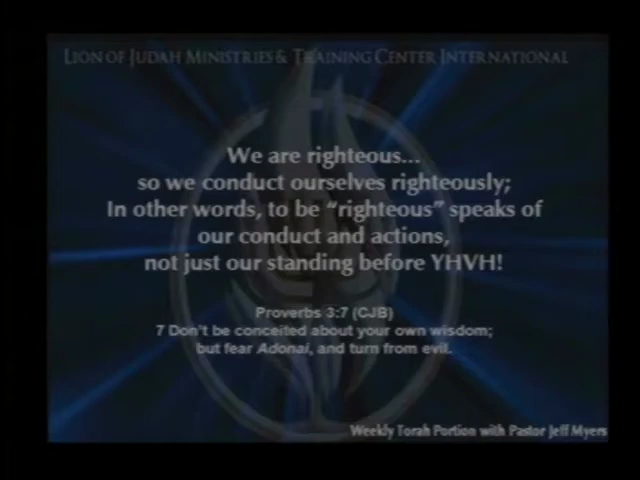 LION OF JUDAH MINISTRIES & TRAINING CENTER INTERNATIONAL
We are righteous...
so we conduct ourselves righteously;
In other words, to be “righteous” speaks of
our conduct and actions,
not just our standing before YHVH!
Proverbs 3:7 (CJB)
7 Don't be conceited about your own wisdom;
but fear Adonai, and turn from evil.
Weekly Torah Portion with Pastor Jeff Myers